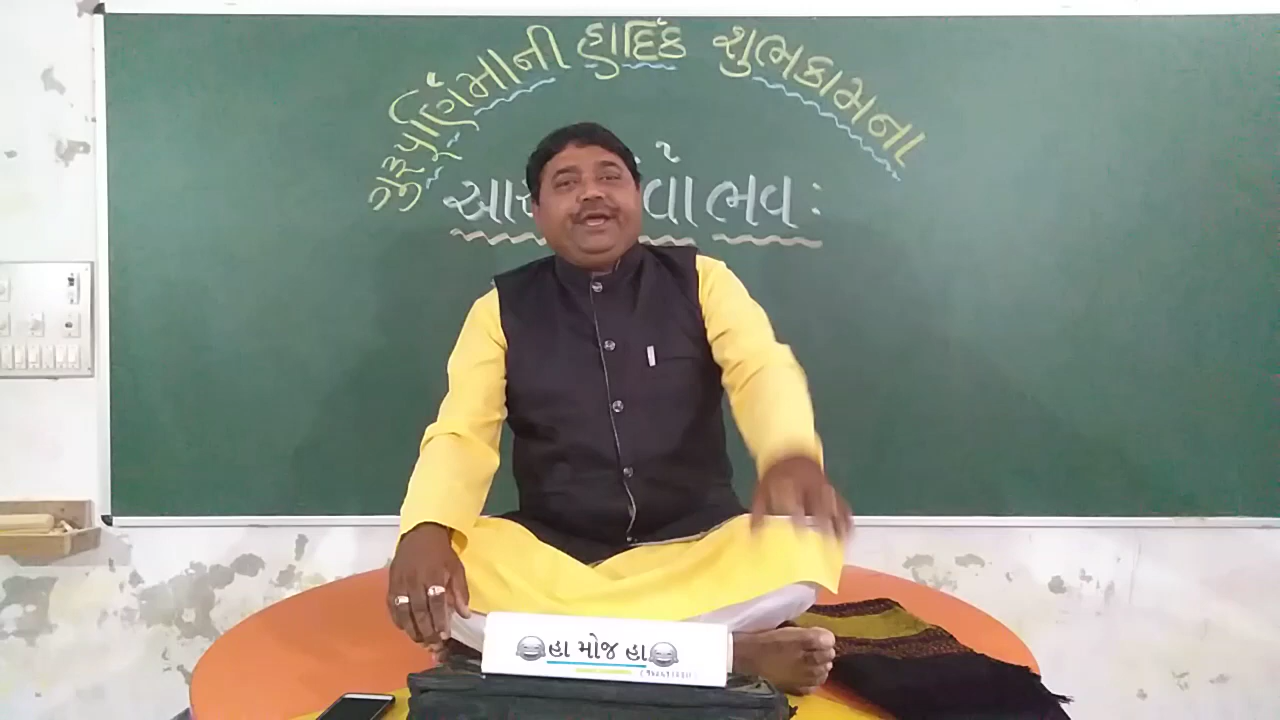 ગુરૂપૂર્ણિમાની હાર્દિક શુભકામના
ભવઃ
હા મોજ હા